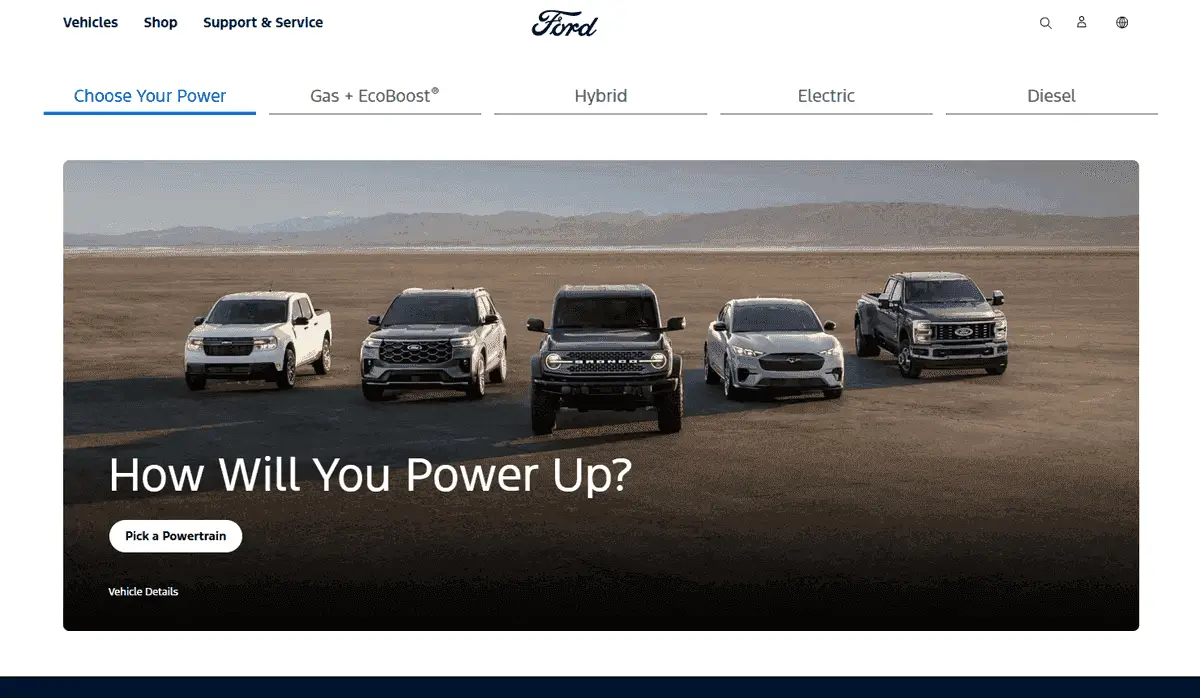 Vehicles Shop Support & Service Ford
Choose Your Power Gas + EcoBoost® Hybrid Electric Diesel
BRONCO
How Will You Power Up?
Pick a Powertrain
Vehicle Details